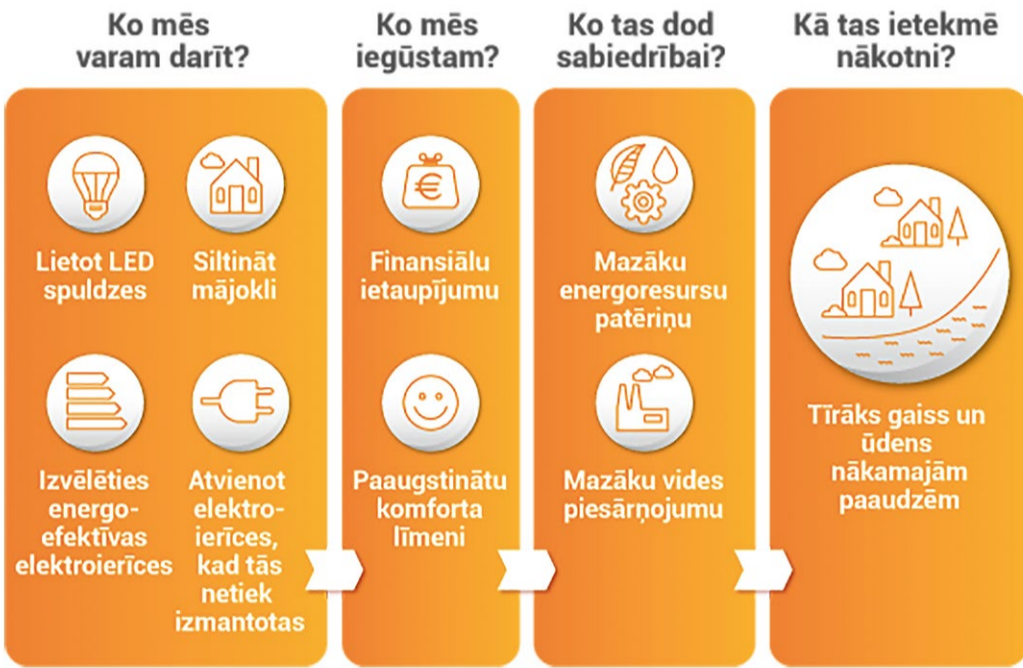 Ko mēs
varam darīt?
Lietot LED
spuldzes
Siltināt
mājokli
Izvēlēties
energo-
efektīvas
elektroierīces
Atvienot
elektro-
ierīces,
kad tās
netiek
izmantotas
Ko mēs
iegūstam?
Finansiālu
ietaupījumu
Paaugstinātu
komforta
līmeni
Ko tas dod
sabiedrībai?
Mazāku
energoresursu
patēriņu
Mazāku vides
piesārņojumu
Kā tas ietekmē
nākotni?
Tīrāks gaiss un
ūdens
nākamajām
paaudzēm